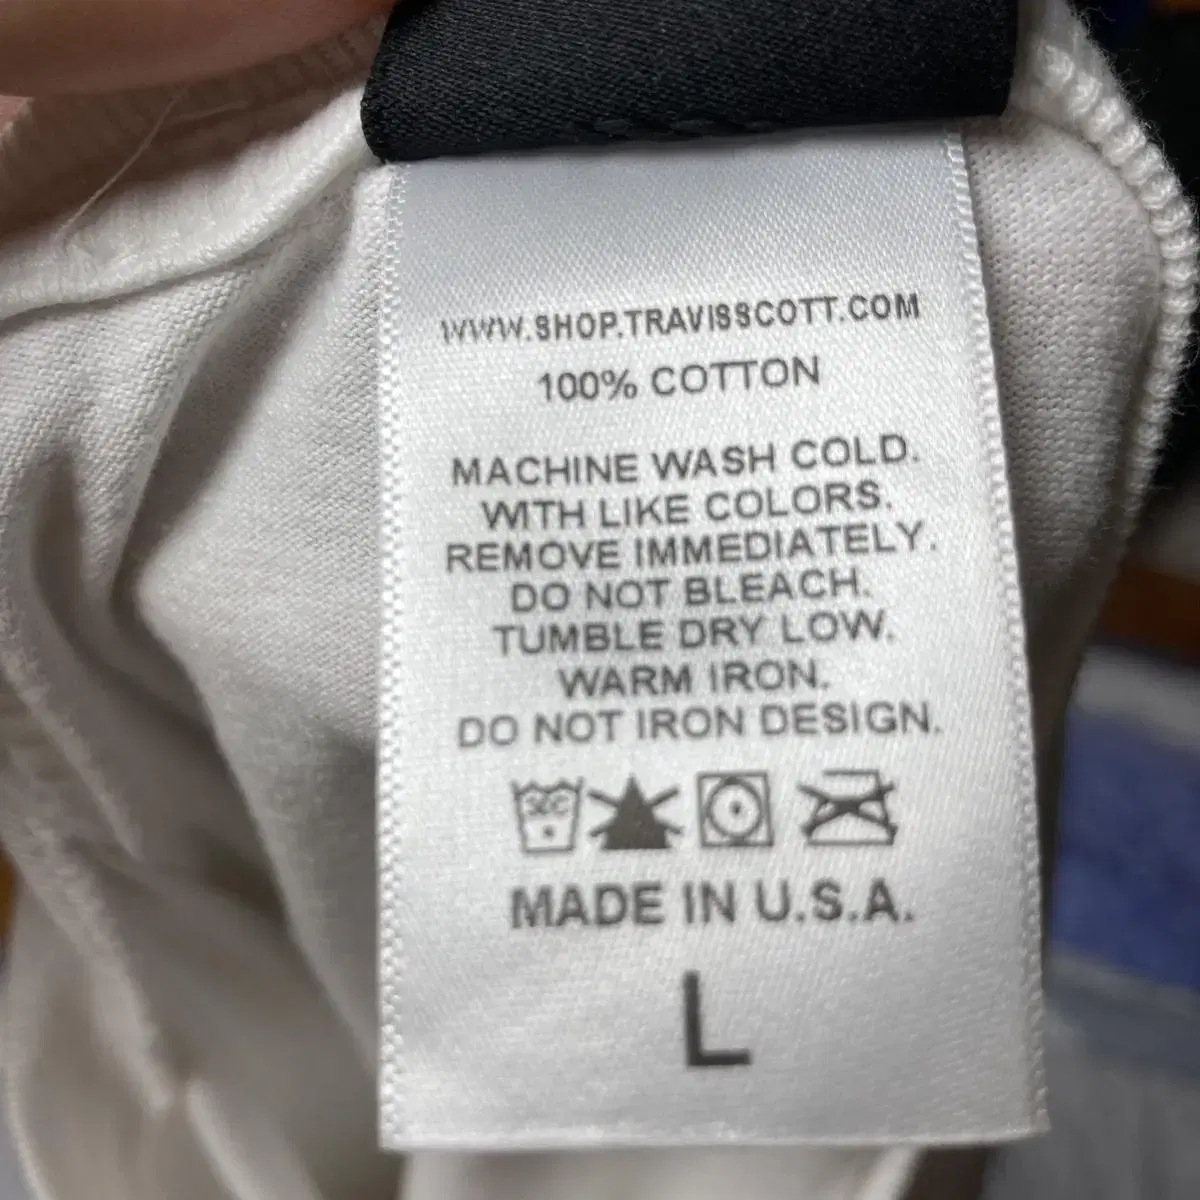 WWW.SHOP.TRAVISSCOTT.COM
100% COTTON
MACHINE WASH COLD.
WITH LIKE COLORS.
REMOVE IMMEDIATELY.
DO NOT BLEACH.
TUMBLE DRY LOW.
WARM IRON.
DO NOT IRON DESIGN.
MADE IN U.S.A.
L